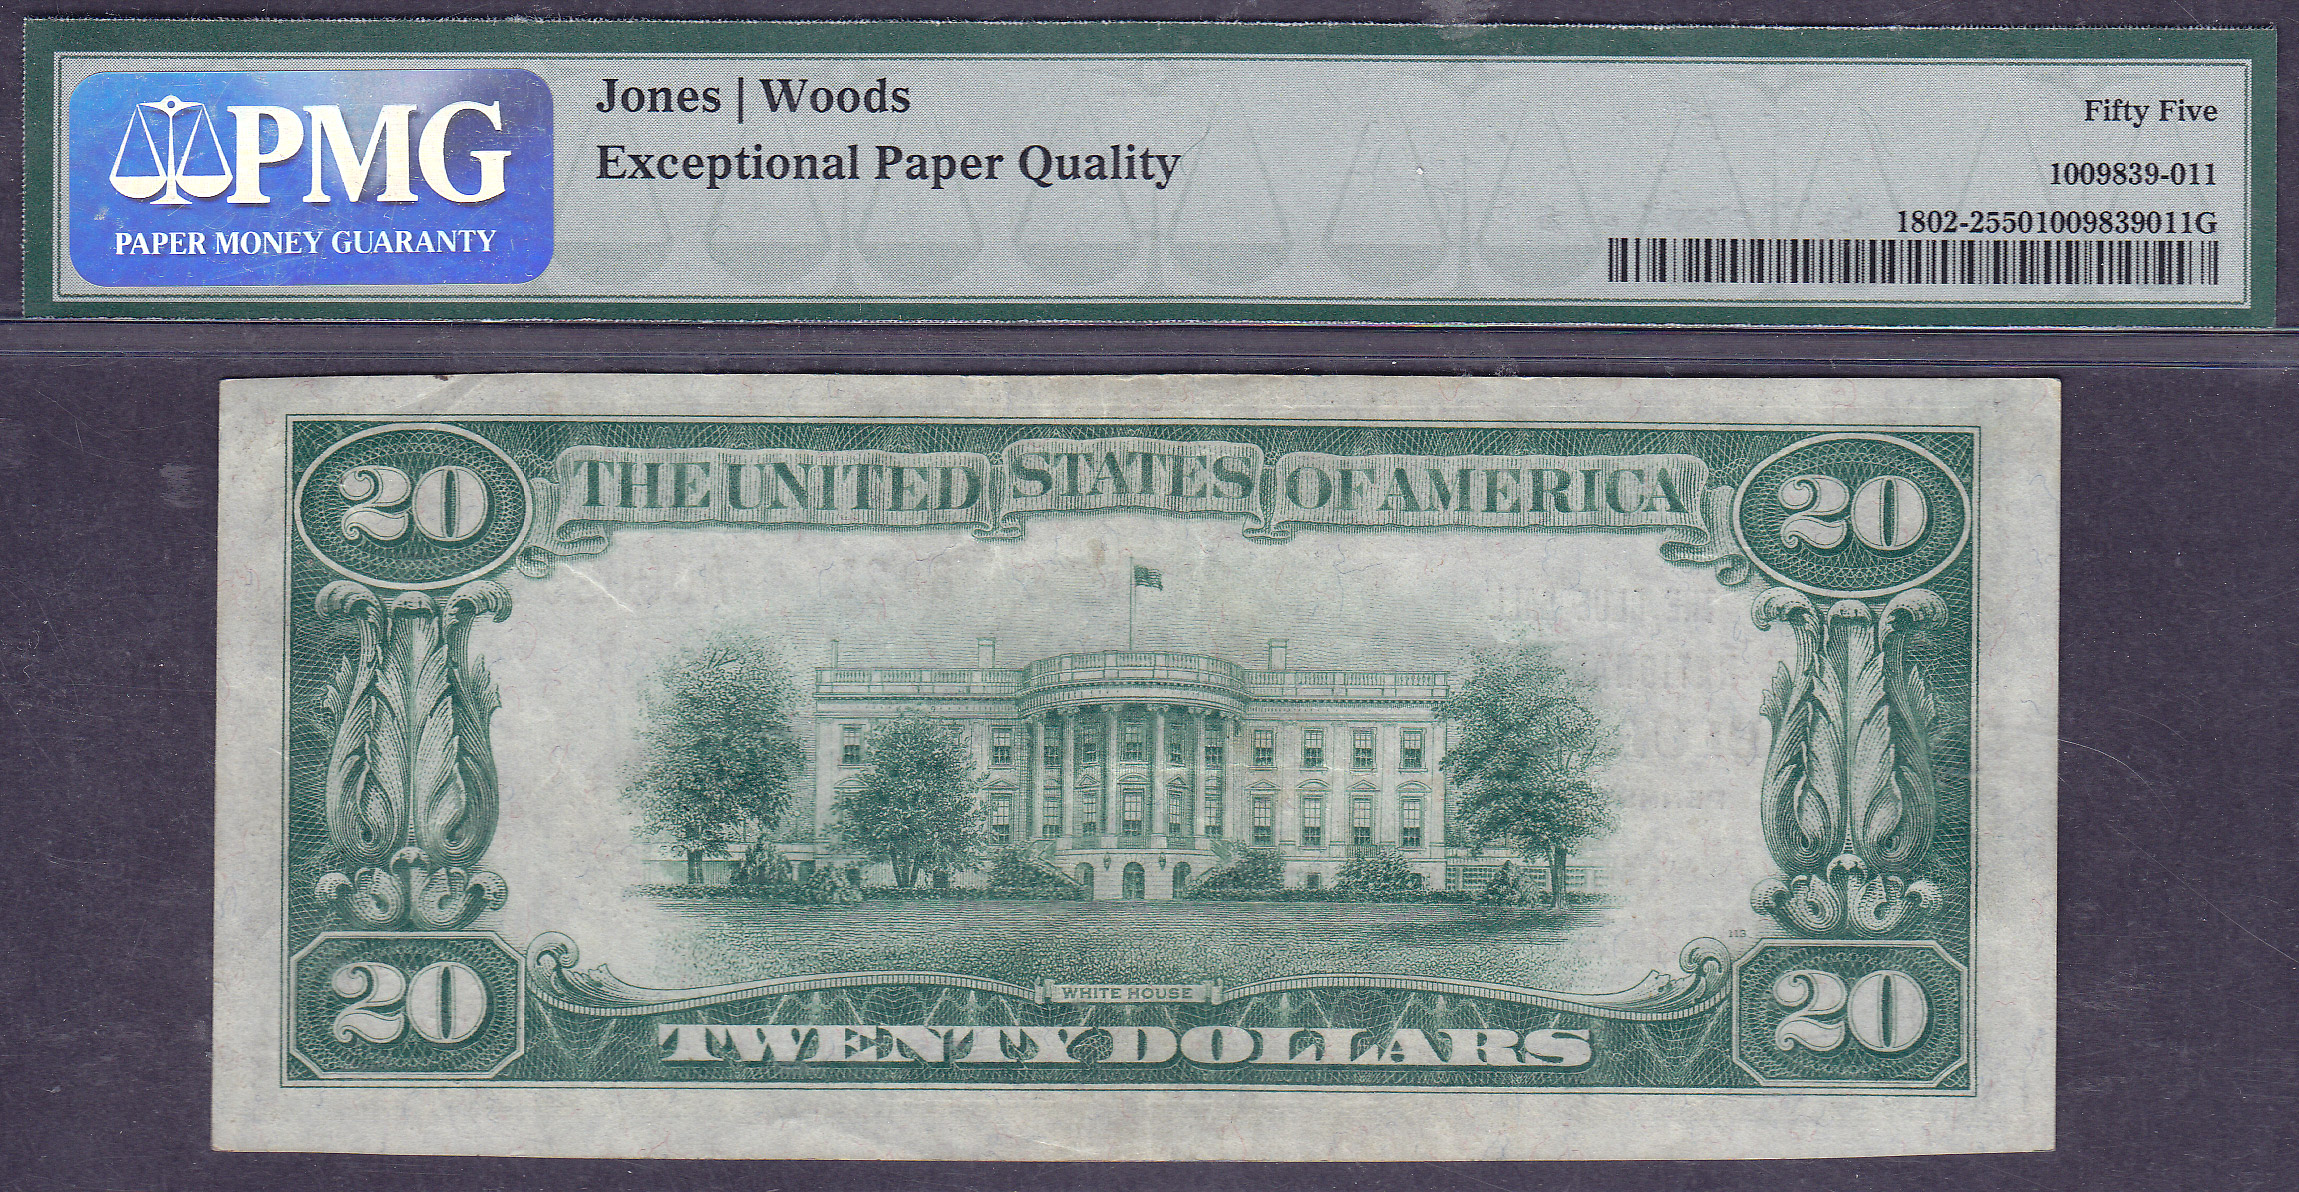 PMG
PAPER MONEY GUARANTY
Jones | Woods
Exceptional Paper Quality
Fifty Five
1009839-011
1802-25501009839011G
20
THE UNITED STATES OF AMERICA
20
113
20
WHITE HOUSE
20
TWENTY DOLLARS